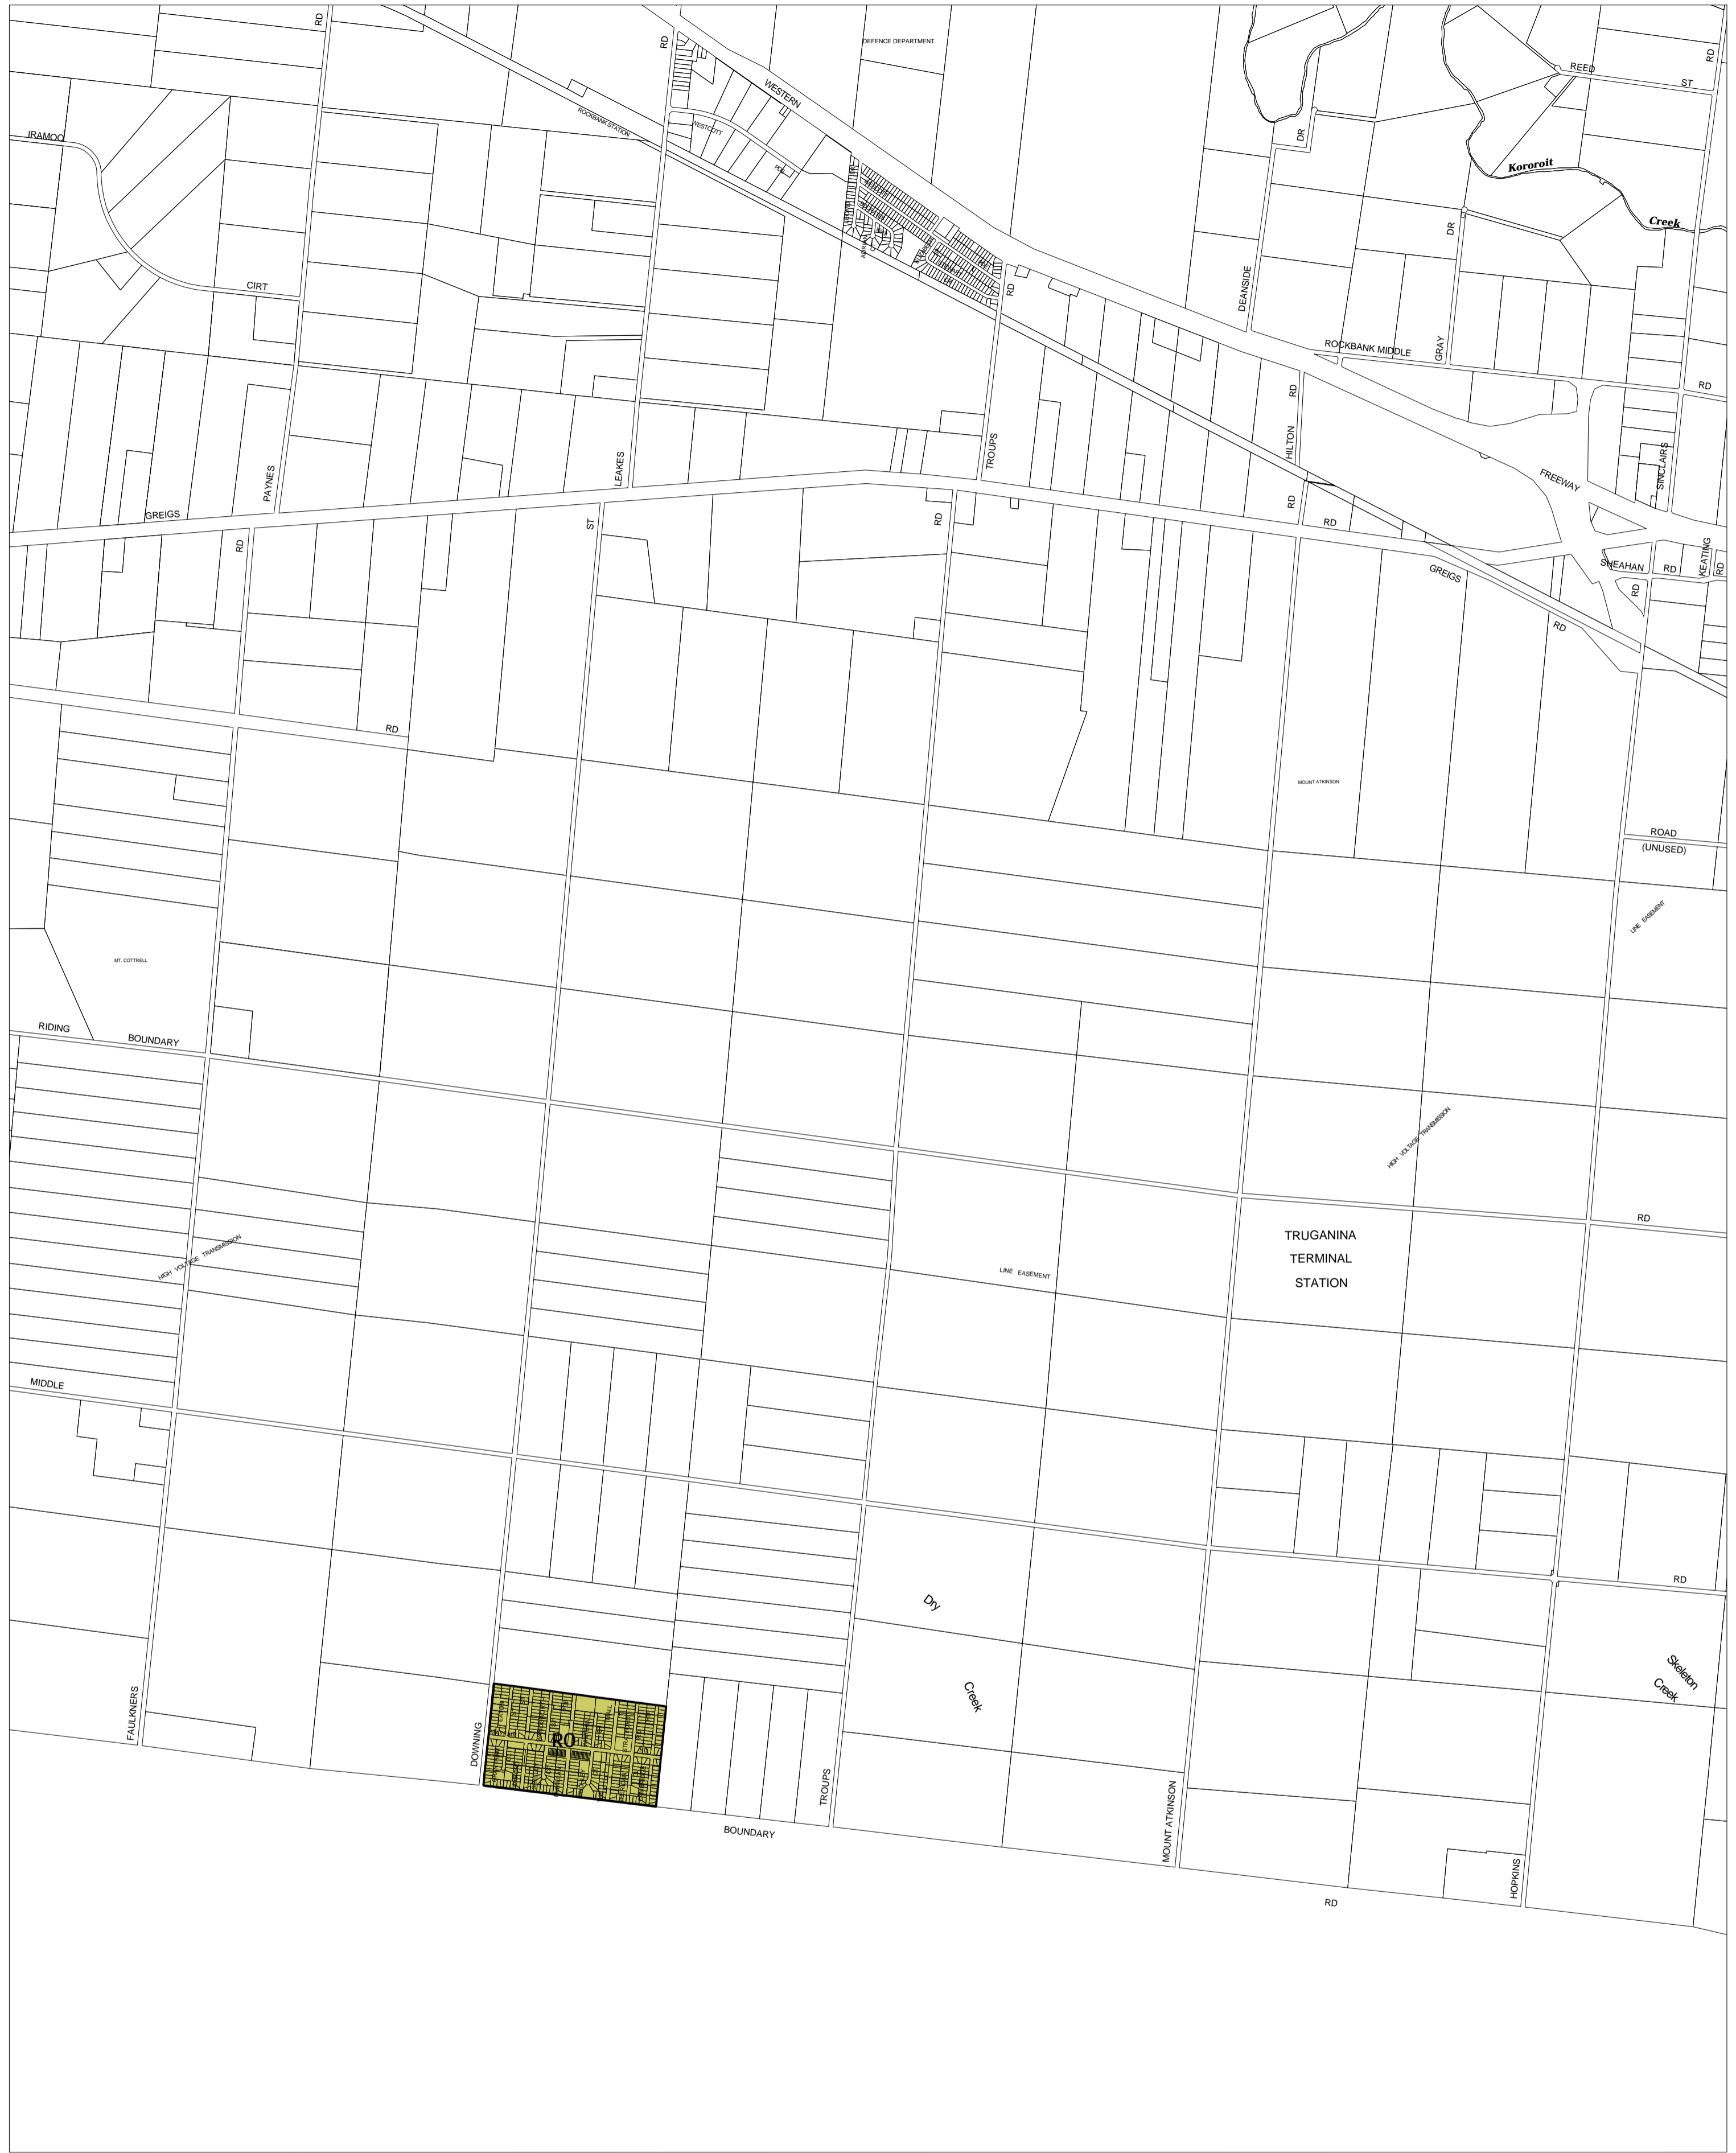 RD
RD
DEFENCE DEPARTMENT
RD
REED
ST
WESTERN
ROCKBANK STATION
WESTCOTT
IRAMOO
DR
Kororoit
Creek
DR
CIRT
RD
DEANSIDE
ROCKBANK MIDDLE
GRAY
RD
RD
HILTON
TROUPS
LEAKES
PAYNES
SINCLAIRS
FREEWAY
GREIGS
RD
ST
RD
RD
RD
KEATING
SHEAHAN
RD
RD
RD
GREIGS
RD
RD
MOUNT ATKINSON
ROAD
(UNUSED)
LINE EASEMENT
MT. COTTRELL
RIDING
BOUNDARY
HIGH VOLTAGE TRANSMISSION
RD
TRUGANINA
TERMINAL
STATION
HIGH VOLTAGE TRANSMISSION
LINE EASEMENT
MIDDLE
RD
Dry
Creek
Skeleton
Creek
FAULKNERS
DOWNING
RO
TROUPS
BOUNDARY
MOUNT ATKINSON
HOPKINS
RD